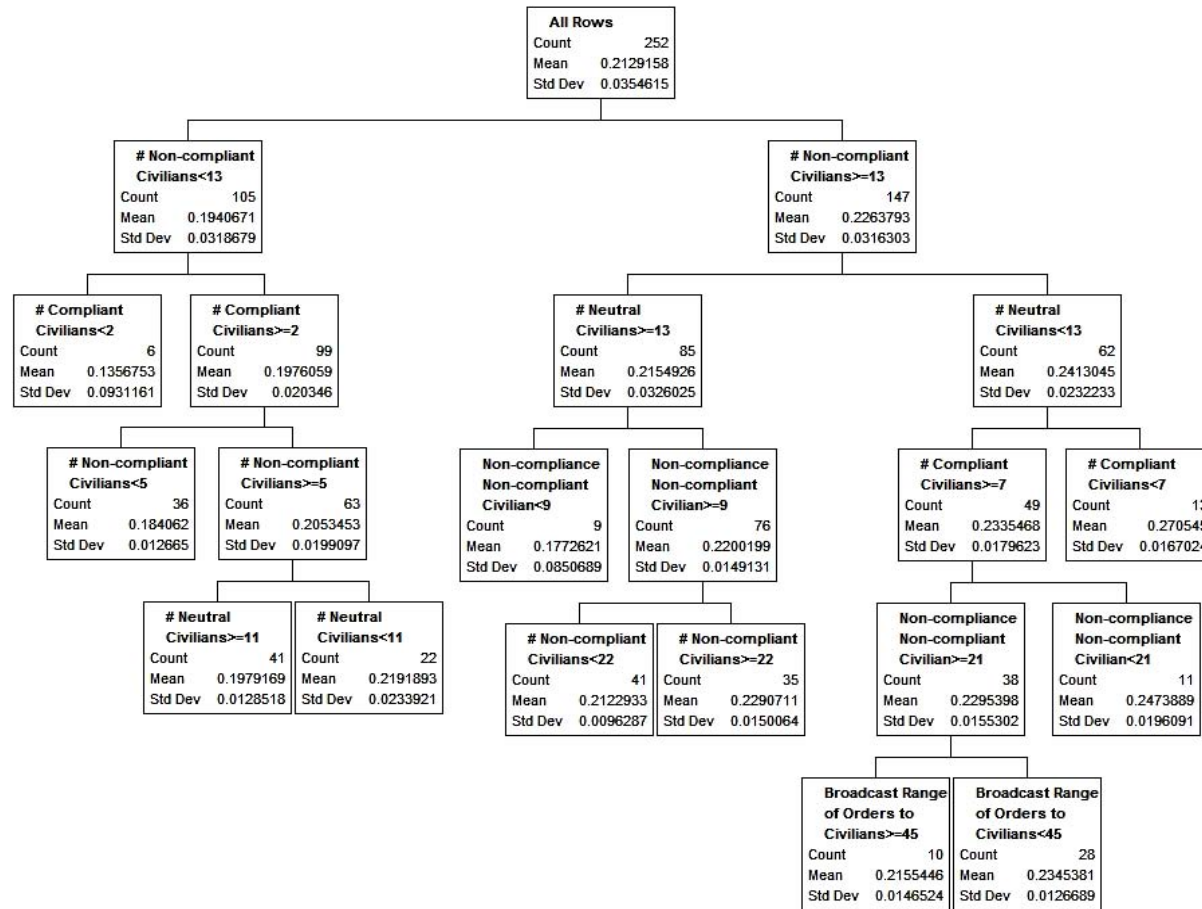 All Rows
Count 252
Mean 0.2129158
Std Dev 0.0354615
# Non-compliant
Civilians<13
Count 105
Mean 0.1940671
Std Dev 0.0318679
# Non-compliant
Civilians>=13
Count 147
Mean 0.2263793
Std Dev 0.0316303
# Compliant
Civilians<2
Count 6
Mean 0.1356753
Std Dev 0.0931161
# Compliant
Civilians>=2
Count 99
Mean 0.1976059
Std Dev 0.020346
# Neutral
Civilians>=13
Count 85
Mean 0.2154926
Std Dev 0.0326025
# Neutral
Civilians<13
Count 62
Mean 0.2413045
Std Dev 0.0232233
# Non-compliant
Civilians<5
Count 36
Mean 0.184062
Std Dev 0.012665
# Non-compliant
Civilians>=5
Count 63
Mean 0.2053453
Std Dev 0.0199097
Non-compliance
Non-compliant
Civilian<9
Count 9
Mean 0.1772621
Std Dev 0.0850689
Non-compliance
Non-compliant
Civilian>=9
Count 76
Mean 0.2200199
Std Dev 0.0149131
# Compliant
Civilians>=7
Count 49
Mean 0.2335468
Std Dev 0.0179623
# Compliant
Civilians<7
Count 13
Mean 0.270545
Std Dev 0.0167024
# Neutral
Civilians>=11
Count 41
Mean 0.1979169
Std Dev 0.0128518
# Neutral
Civilians<11
Count 22
Mean 0.2191893
Std Dev 0.0233921
# Non-compliant
Civilians<22
Count 41
Mean 0.2122933
Std Dev 0.0096287
# Non-compliant
Civilians>=22
Count 35
Mean 0.2290711
Std Dev 0.0150064
Non-compliance
Non-compliant
Civilian>=21
Count 38
Mean 0.2295398
Std Dev 0.0155302
Non-compliance
Non-compliant
Civilian<21
Count 11
Mean 0.2473889
Std Dev 0.0196091
Broadcast Range
of Orders to
Civilians>=45
Count 10
Mean 0.2155446
Std Dev 0.0146524
Broadcast Range
of Orders to
Civilians<45
Count 28
Mean 0.2345381
Std Dev 0.0126689